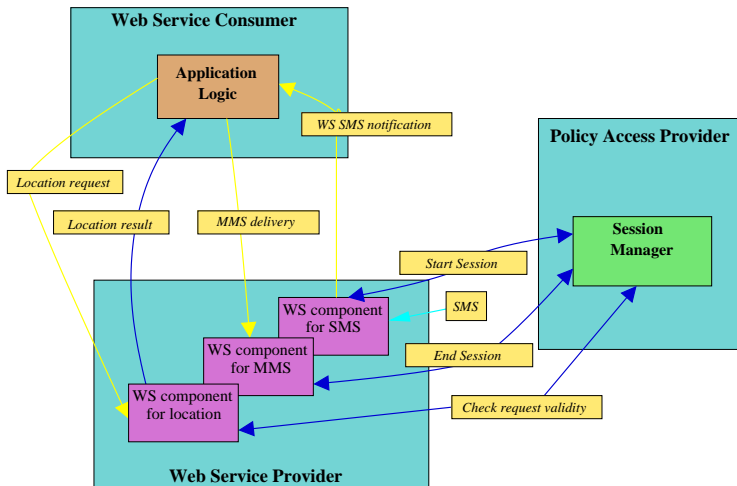 Web Service Consumer
Application
Logic
WS SMS notification
Policy Access Provider
Location request
Location result
MMS delivery
Session
Manager
Start Session
SMS
WS component
for SMS
WS component
for MMS
End Session
WS component
for location
Check request validity
Web Service Provider